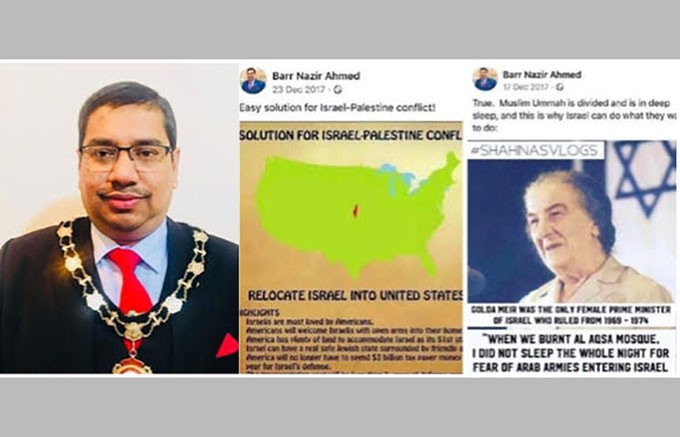 Barr Nazir Ahmed
23 Dec 2017
Easy solution for Israel-Palestine conflict!
SOLUTION FOR ISRAEL-PALESTINE CONFL
RELOCATE ISRAEL INTO UNITED STATES
HIGHLIGHTS
Israelis are most loved by Americans.
Americans will welcome Israelis with open arms into their home
America has plenty of land to accommodate Israel as its 51st st
Israel can have a real safe Jewish state surrounded by friendly s
America will no longer have to spend $3 billion tax payer money
year for Israel's defense.
Barr Nazir Ahmed
17 Dec 2017
True. Muslim Ummah is divided and is in deep
sleep, and this is why Israel can do what they wa
to do:
#SHAHNASVLOGS
GOLDA MEIR WAS THE ONLY FEMALE PRIME MINISTER
OF ISRAEL WHO RULED FROM 1969 - 1974
"WHEN WE BURNT AL AQSA MOSQUE,
I DID NOT SLEEP THE WHOLE NIGHT FOR
FEAR OF ARAB ARMIES ENTERING ISRAEL